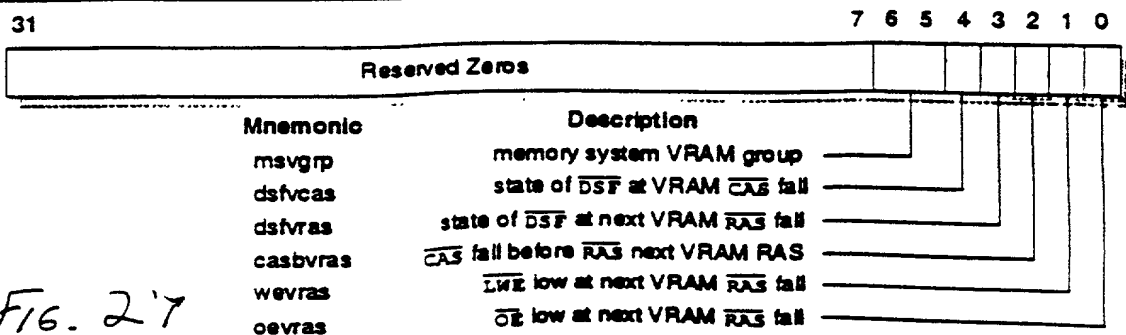 31 7 6 5 4 3 2 1 0
Reserved Zeros
Mnemonic Description
msvgrp memory system VRAM group
dsfvcas state of DSF at VRAM CAS fall
dsfvras state of DSF at next VRAM RAS fall
casbvras CAS fall before RAS next VRAM RAS
wevras LWE low at next VRAM RAS fall
oevras OE low at next VRAM RAS fall
FIG. 27